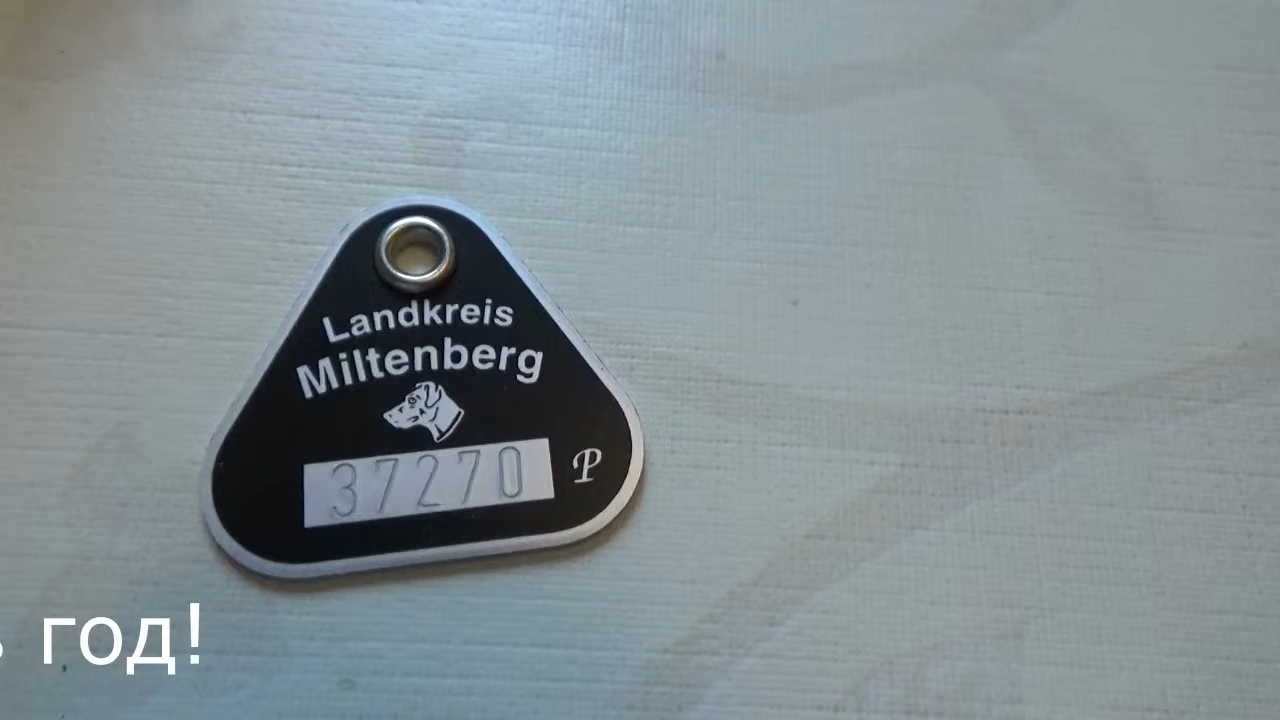 Landkreis
Miltenberg
37270 P
год!